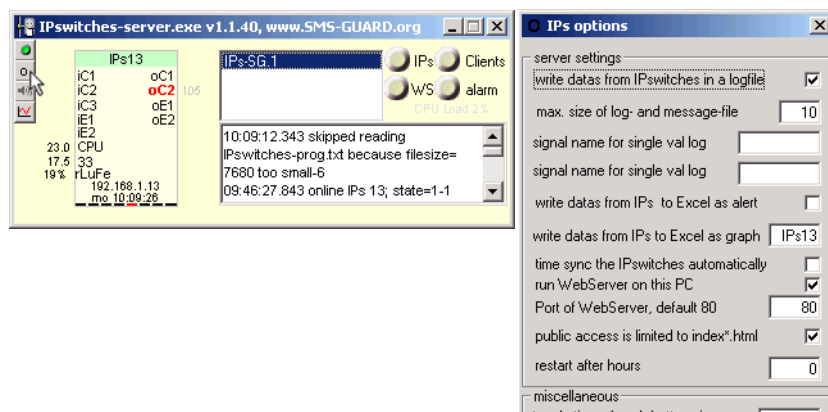 IPswitches-server.exe v1.1.40, www.SMS-GUARD.org
IPs13
iC1 oC1
iC2 oC2 105
iC3 oE1
iE1 oE2
iE2
23.0 CPU
17.5 33
19% rLuFe
192.168.1.13
mo 10:09:26
IPs-SG.1
IPs Clients
WS alarm
CPU Load 2%
10:09:12.343 skipped reading
IPswitches-prog.txt because filesize=
7680 too small-6
09:46:27.843 online IPs 13; state=1-1
IPs options
server settings
write datas from IPswitches in a logfile
max. size of log- and message-file 10
signal name for single val log
signal name for single val log
write datas from IPs to Excel as alert
write datas from IPs to Excel as graph IPs13
time sync the IPswitches automatically
run WebServer on this PC
Port of WebServer, default 80 80
public access is limited to index*.html
restart after hours 0
miscellaneous